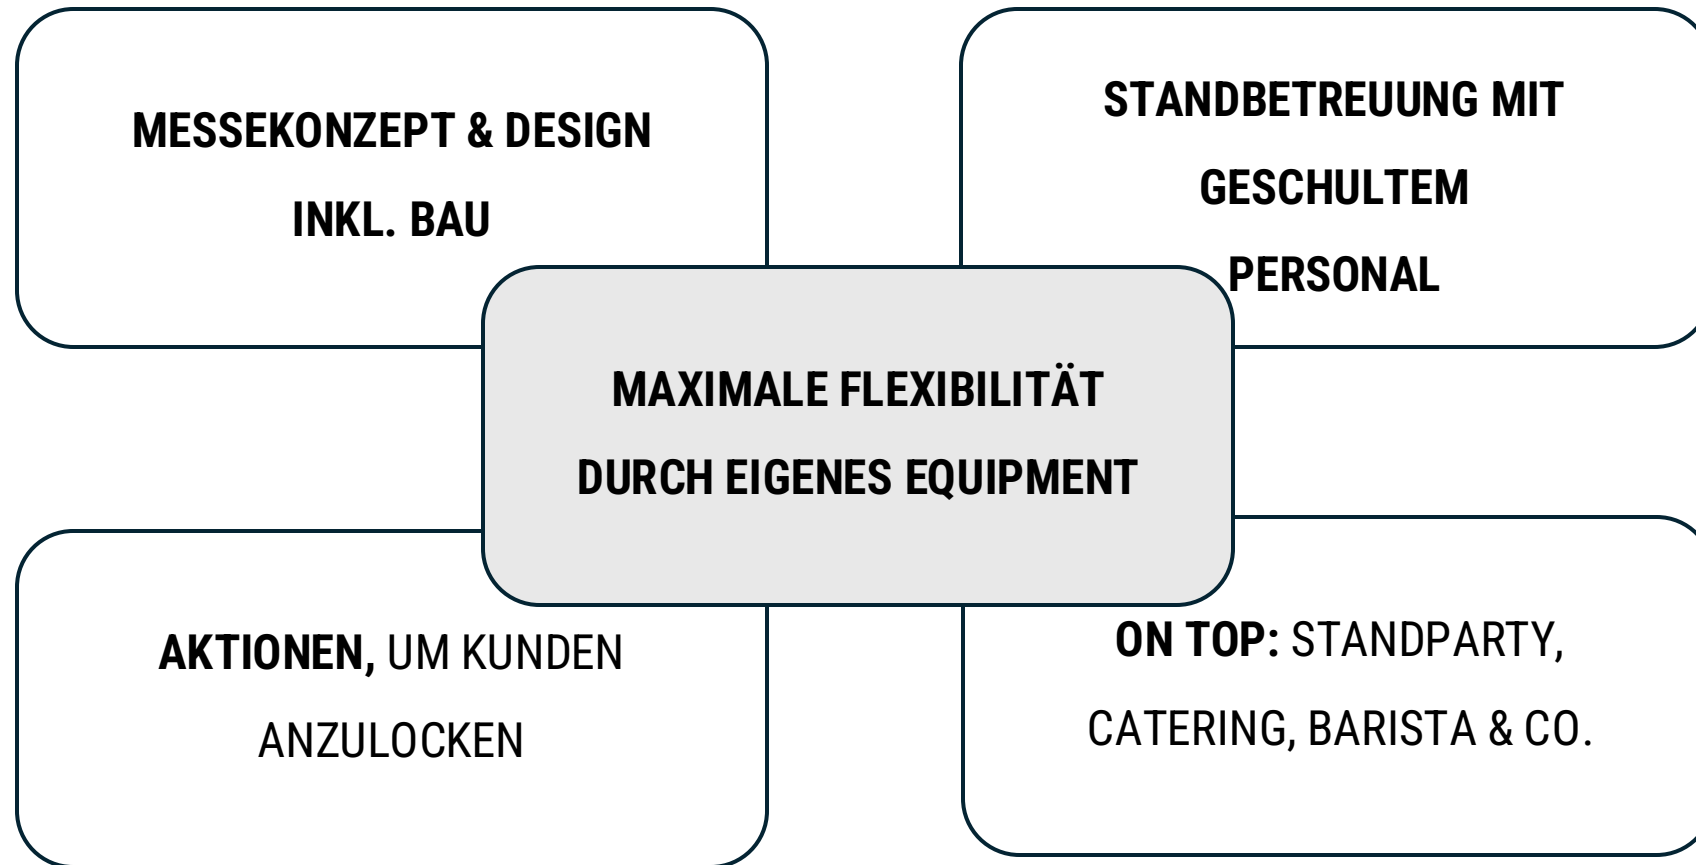 MESSEKONZEPT & DESIGN
INKL. BAU
STANDBETREUUNG MIT
GESCHULTEM
PERSONAL
MAXIMALE FLEXIBILITÄT
DURCH EIGENES EQUIPMENT
AKTIONEN, UM KUNDEN
ANZULOCKEN
ON TOP: STANDPARTY,
CATERING, BARISTA & CO.